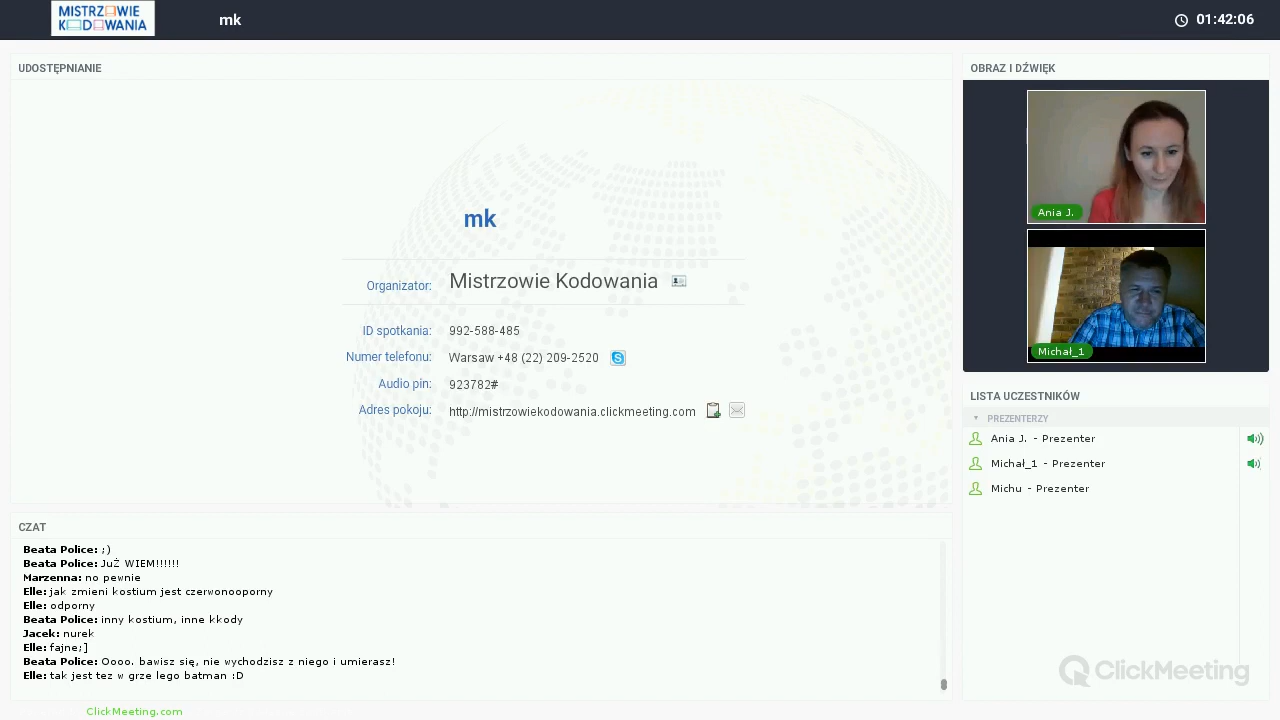 MISTRZOWIE
KODOWANIA
mk
01:42:06
UDOSTĘPNIANIE
mk
Organizator: Mistrzowie Kodowania
ID spotkania: 992-588-485
Numer telefonu: Warsaw +48 (22) 209-2520
Audio pin: 923782#
Adres pokoju: http://mistrzowiekodowania.clickmeeting.com
OBRAZ I DŹWIĘK
Ania J.
Michał_1
LISTA UCZESTNIKÓW
PREZENTERZY
Ania J. - Prezenter
Michał_1 - Prezenter
Michu - Prezenter
ClickMeeting
CZAT
Beata Police: ;)
Beata Police: JuŻ WIEM!!!!!!
Marzenna: no pewnie
Elle: jak zmieni kostium jest czerwonooporny
Elle: odporny
Beata Police: inny kostium, inne kkody
Jacek: nurek
Elle: fajne;]
Beata Police: Oooo. bawisz się, nie wychodzisz z niego i umierasz!
Elle: tak jest tez w grze lego batman :D
ClickMeeting.com